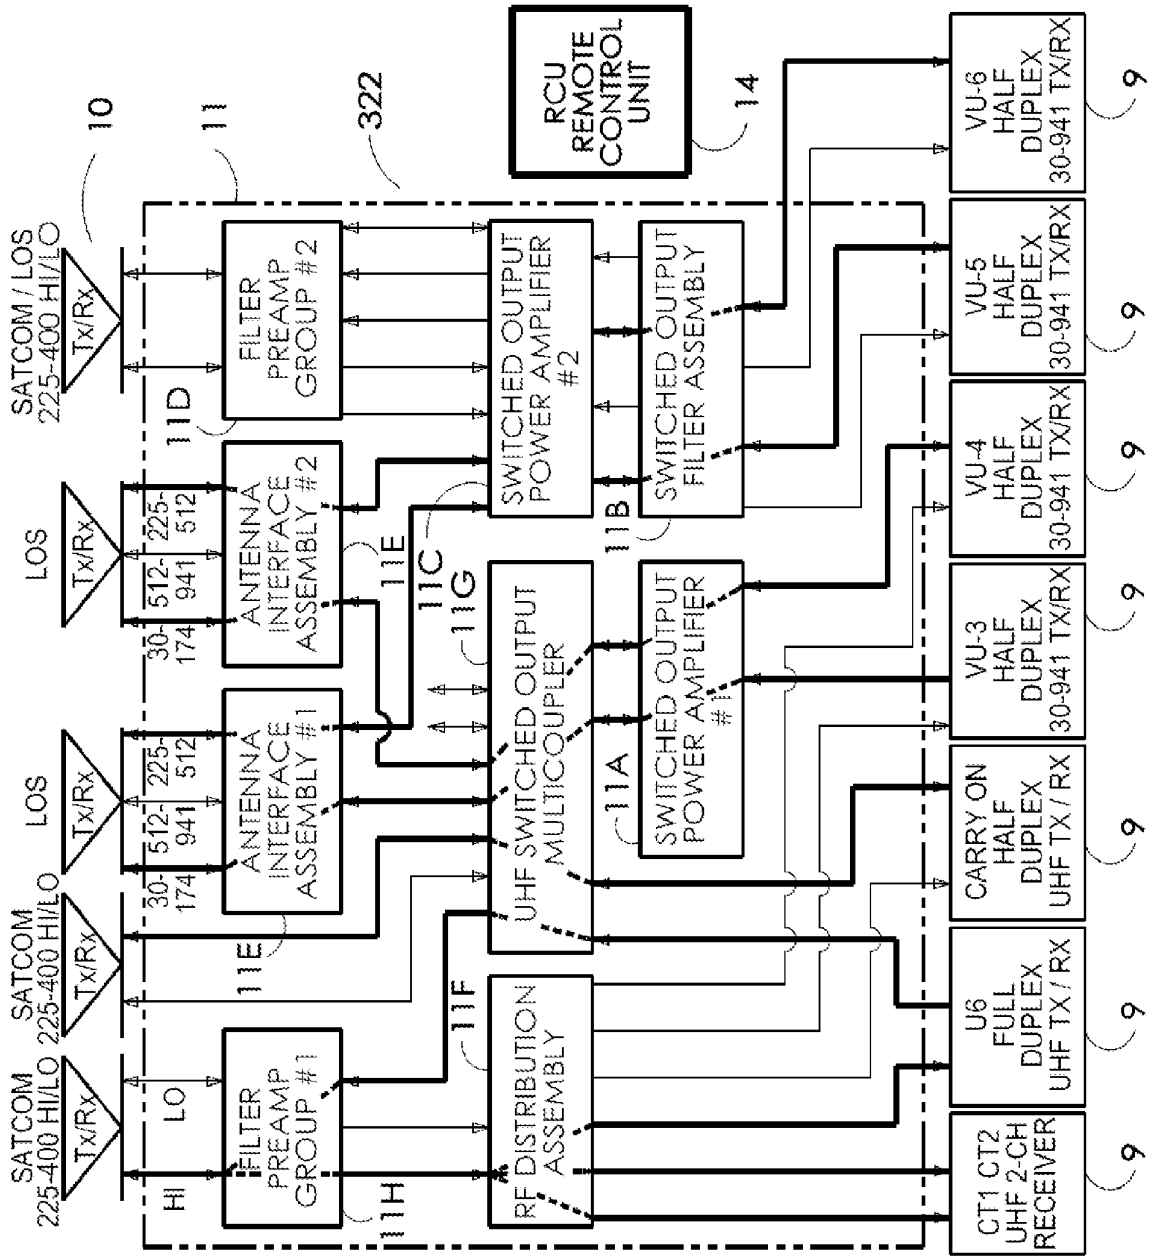 SATCOM
225-400 HI/LO
Tx/Rx
SATCOM
225-400 HI/LO
Tx/Rx
LOS
Tx/Rx
LOS
Tx/Rx
SATCOM / LOS
225-400 HI/LO
Tx/Rx
10
HI
LO
30-
174
512-
941
225-
512
30-
174
512-
941
225-
512
11
FILTER
PREAMP
GROUP #1
11H
ANTENNA
INTERFACE
ASSEMBLY #1
11E
ANTENNA
INTERFACE
ASSEMBLY #2
11E
FILTER
PREAMP
GROUP #2
11D
322
RF DISTRIBUTION
ASSEMBLY
11F
UHF SWITCHED OUTPUT
MULTICOUPLER
11G
SWITCHED OUTPUT
POWER AMPLIFIER
#2
11C
RCU
REMOTE
CONTROL
UNIT
14
SWITCHED OUTPUT
POWER AMPLIFIER
#1
11A
SWITCHED OUTPUT
FILTER ASSEMBLY
11B
CT1 CT2
UHF 2-CH
RECEIVER
9
U6
FULL
DUPLEX
UHF TX / RX
9
CARRY ON
HALF
DUPLEX
UHF TX / RX
9
VU-3
HALF
DUPLEX
30-941 TX/RX
9
VU-4
HALF
DUPLEX
30-941 TX/RX
9
VU-5
HALF
DUPLEX
30-941 TX/RX
9
VU-6
HALF
DUPLEX
30-941 TX/RX
9